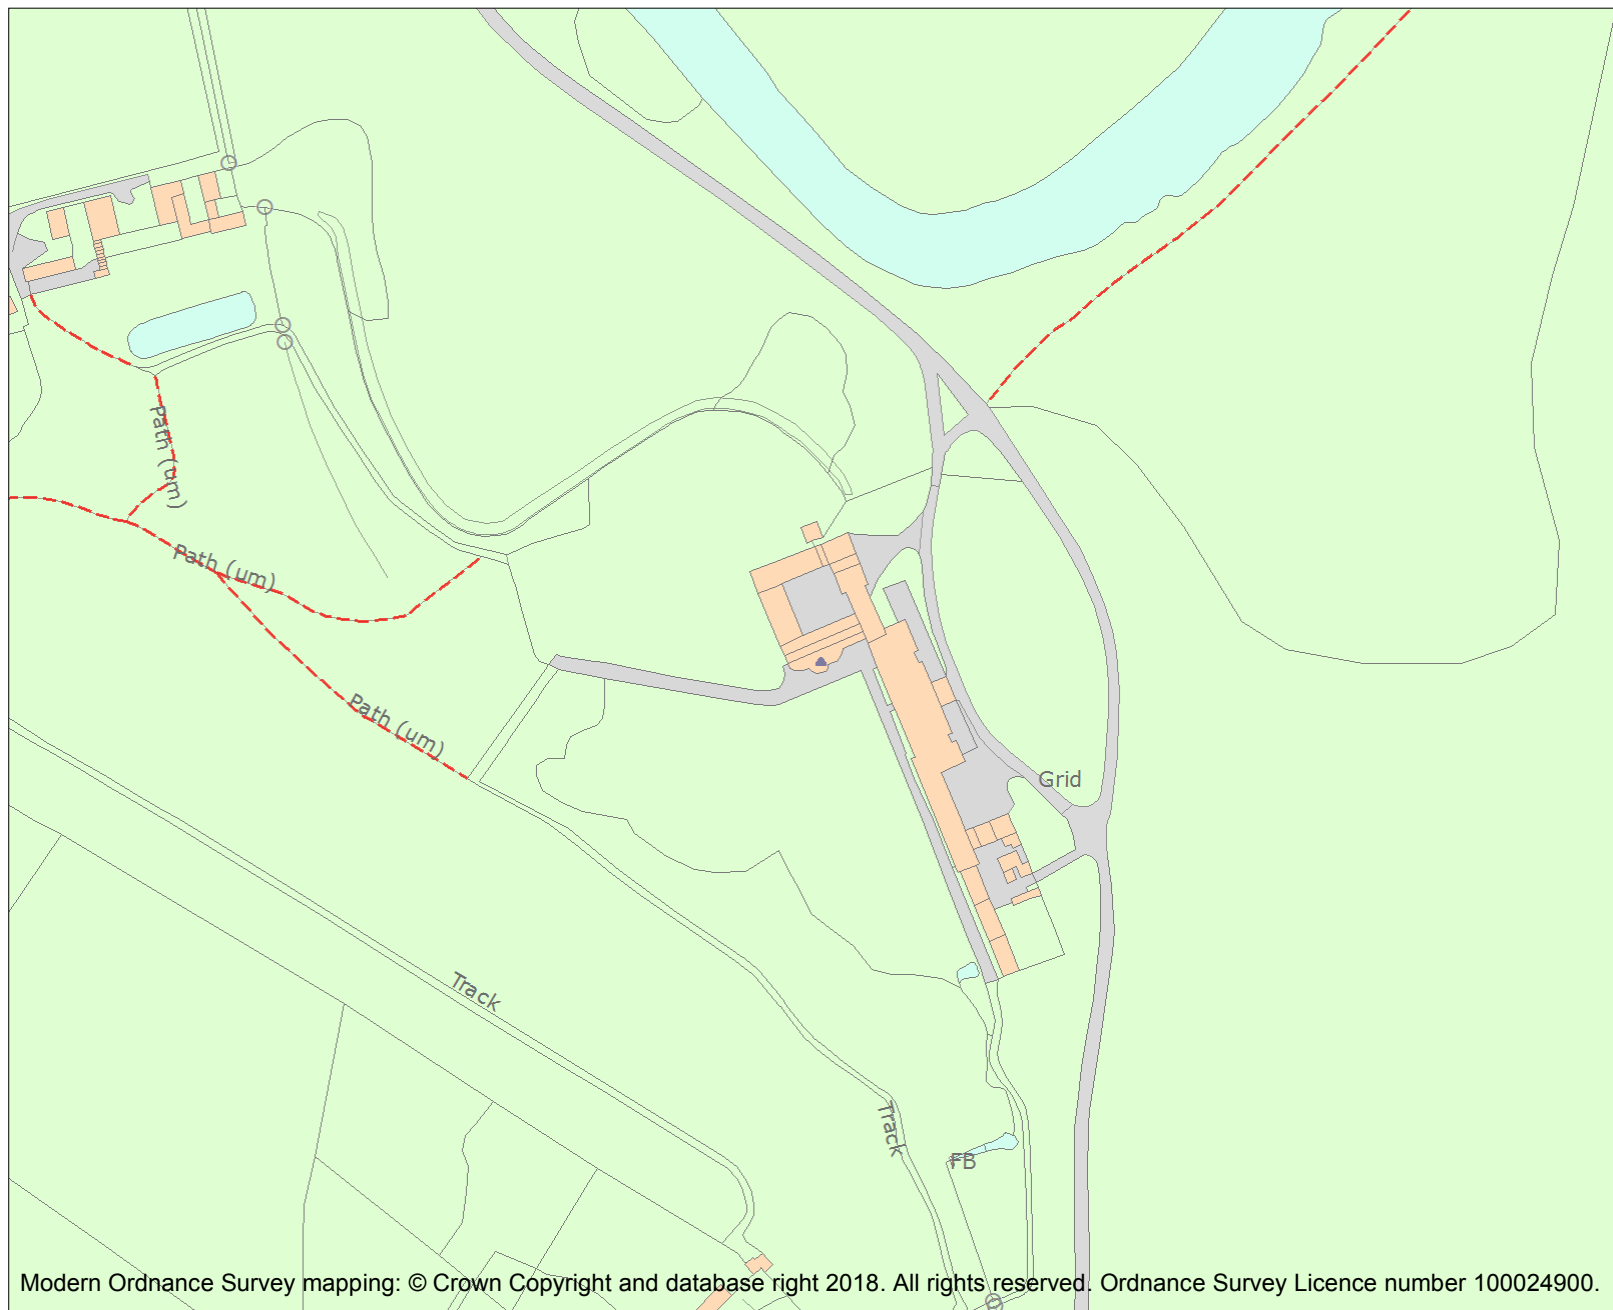 Path (um)
Path (um)
Path (um)
Grid
Track
Track
FB
Modern Ordnance Survey mapping: © Crown Copyright and database right 2018. All rights reserved. Ordnance Survey Licence number 100024900.